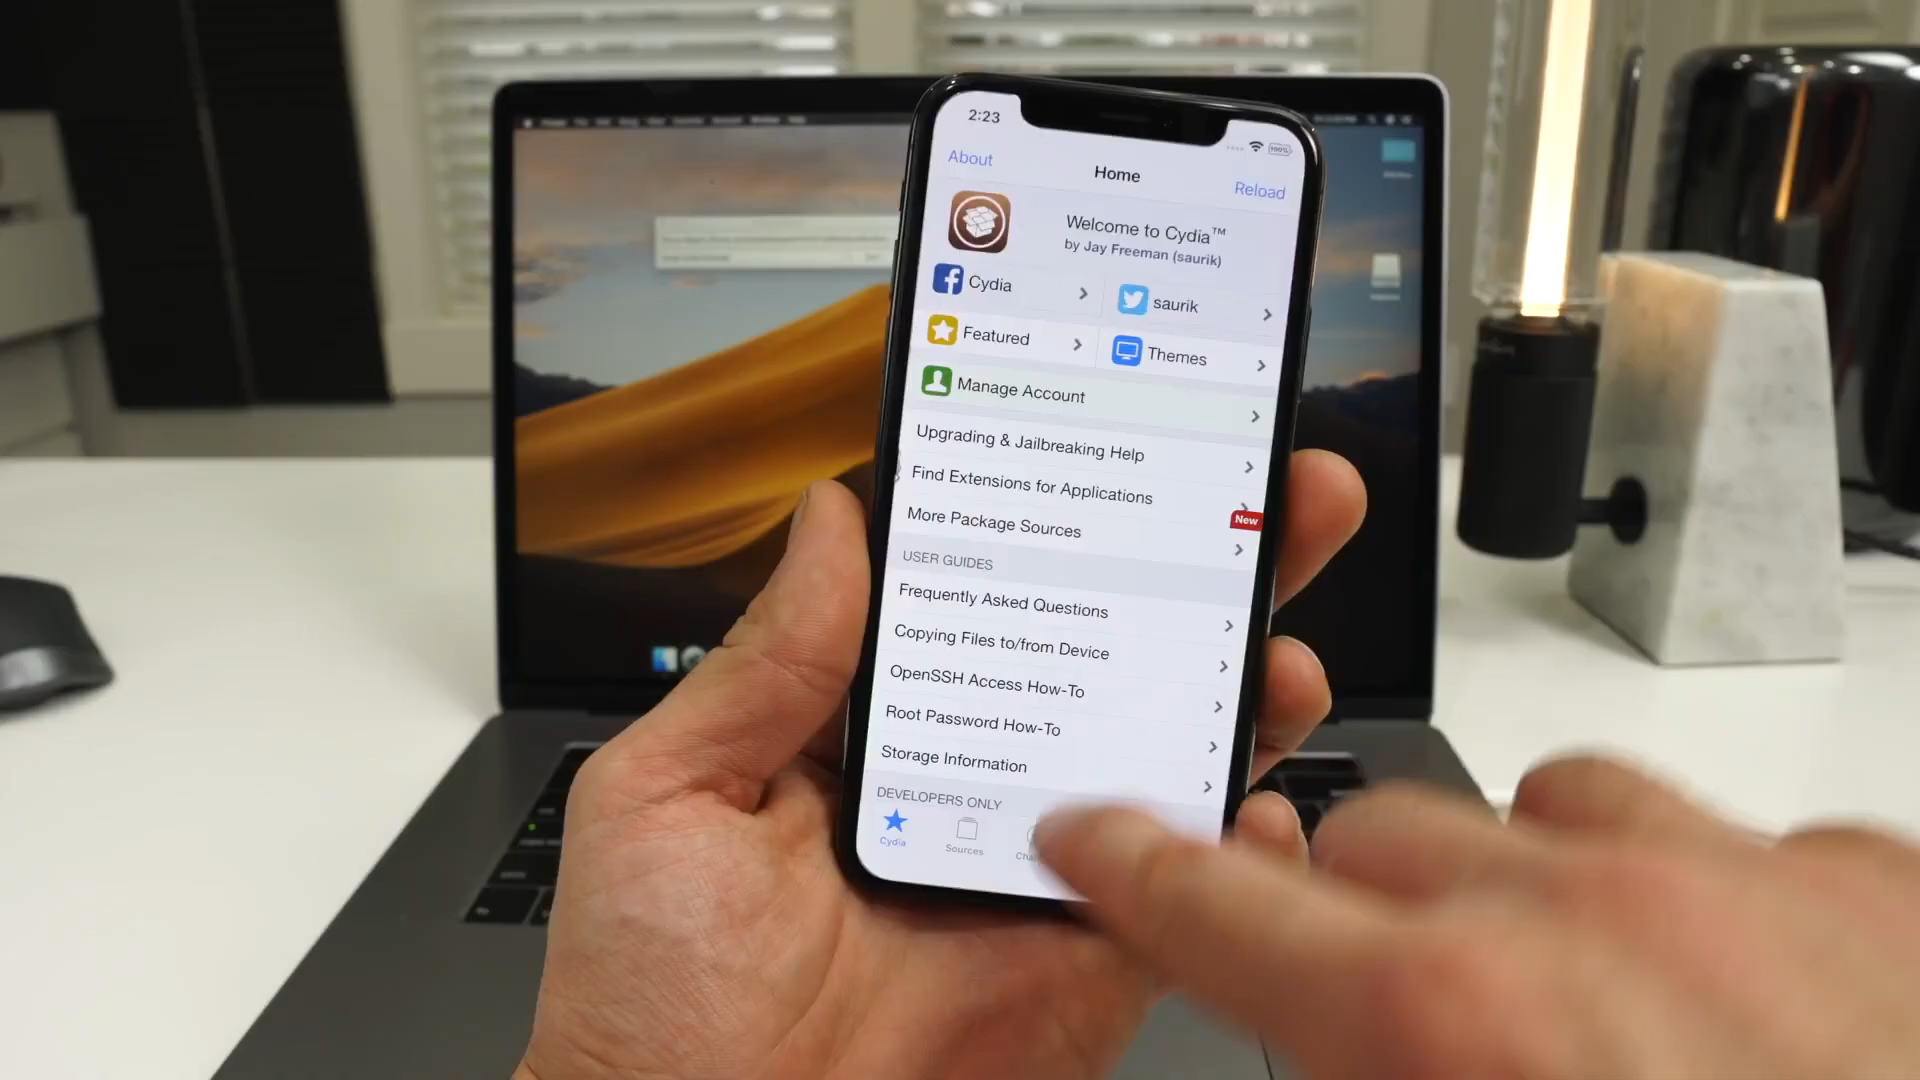 2:23
100%
About
Home
Reload
Welcome to Cydia™
by Jay Freeman (saurik)
Cydia
saurik
Featured
Themes
Manage Account
Upgrading & Jailbreaking Help
Find Extensions for Applications
New
More Package Sources
USER GUIDES
Frequently Asked Questions
Copying Files to/from Device
OpenSSH Access How-To
Root Password How-To
Storage Information
DEVELOPERS ONLY
Cydia
Sources